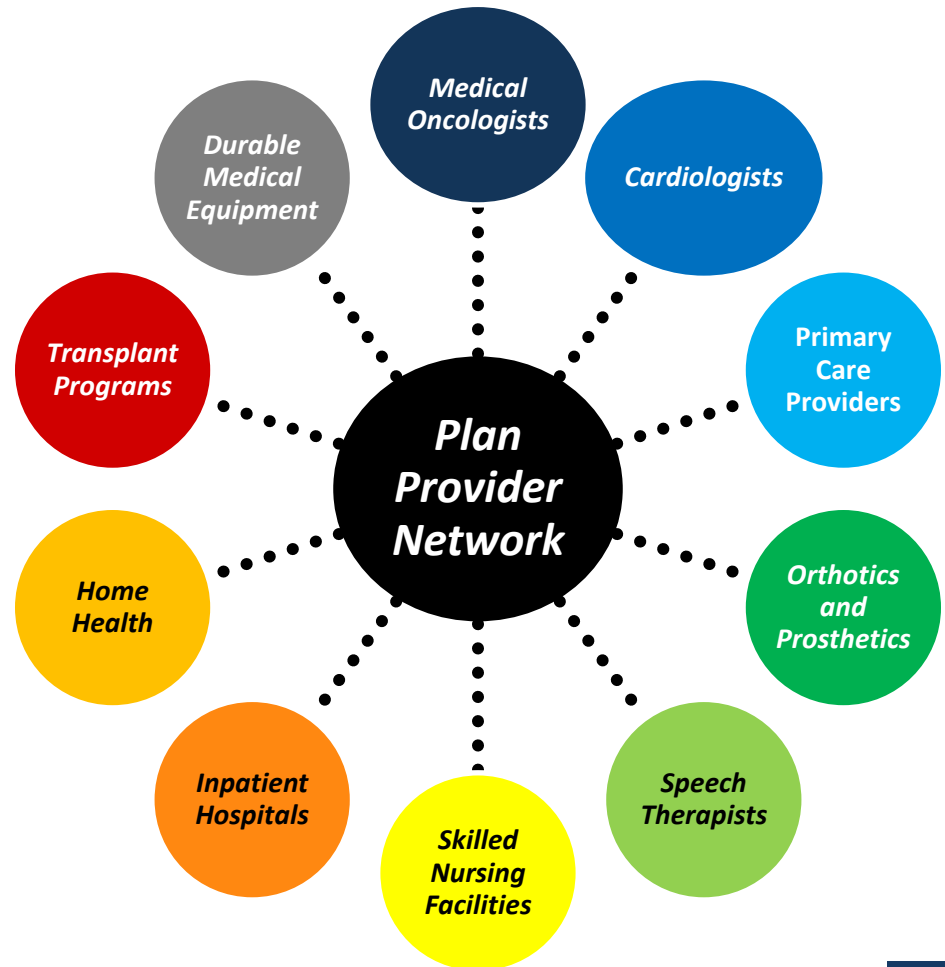 Medical
Oncologists
Cardiologists
Primary
Care
Providers
Orthotics
and
Prosthetics
Speech
Therapists
Skilled
Nursing
Facilities
Inpatient
Hospitals
Home
Health
Transplant
Programs
Durable
Medical
Equipment
Plan
Provider
Network